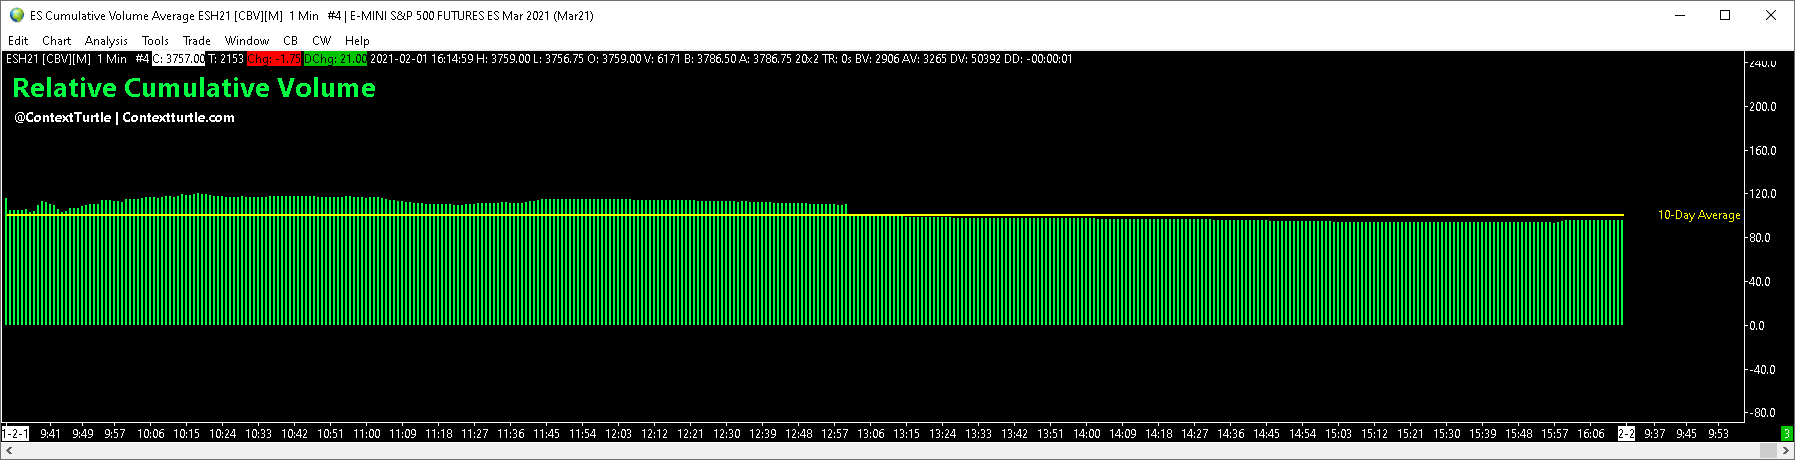 ES Cumulative Volume Average ESH21 [CBV][M] 1 Min #4 | E-MINI S&P 500 FUTURES ES Mar 2021 (Mar21)
Edit Chart Analysis Tools Trade Window CB CW Help
ESH21 [CBV][M] 1 Min #4 C: 3757.00 T: 2153 Chg: -1.75 DChg: 21.00 2021-02-01 16:14:59 H: 3759.00 L: 3756.75 O: 3759.00 V: 6171 B: 3786.50 A: 3786.75 20x2 TR: 0s BV: 2906 AV: 3265 DV: 50392 DD: -00:00:01
Relative Cumulative Volume
@ContextTurtle | Contextturtle.com
240.0
200.0
160.0
120.0
10-Day Average
80.0
40.0
0.0
-40.0
-80.0
1-2-1 9:41 9:49 9:57 10:06 10:15 10:24 10:33 10:42 10:51 11:00 11:09 11:18 11:27 11:36 11:45 11:54 12:03 12:12 12:21 12:30 12:39 12:48 12:57 13:06 13:15 13:24 13:33 13:42 13:51 14:00 14:09 14:18 14:27 14:36 14:45 14:54 15:03 15:12 15:21 15:30 15:39 15:48 15:57 16:06 2-2 9:37 9:45 9:53 3